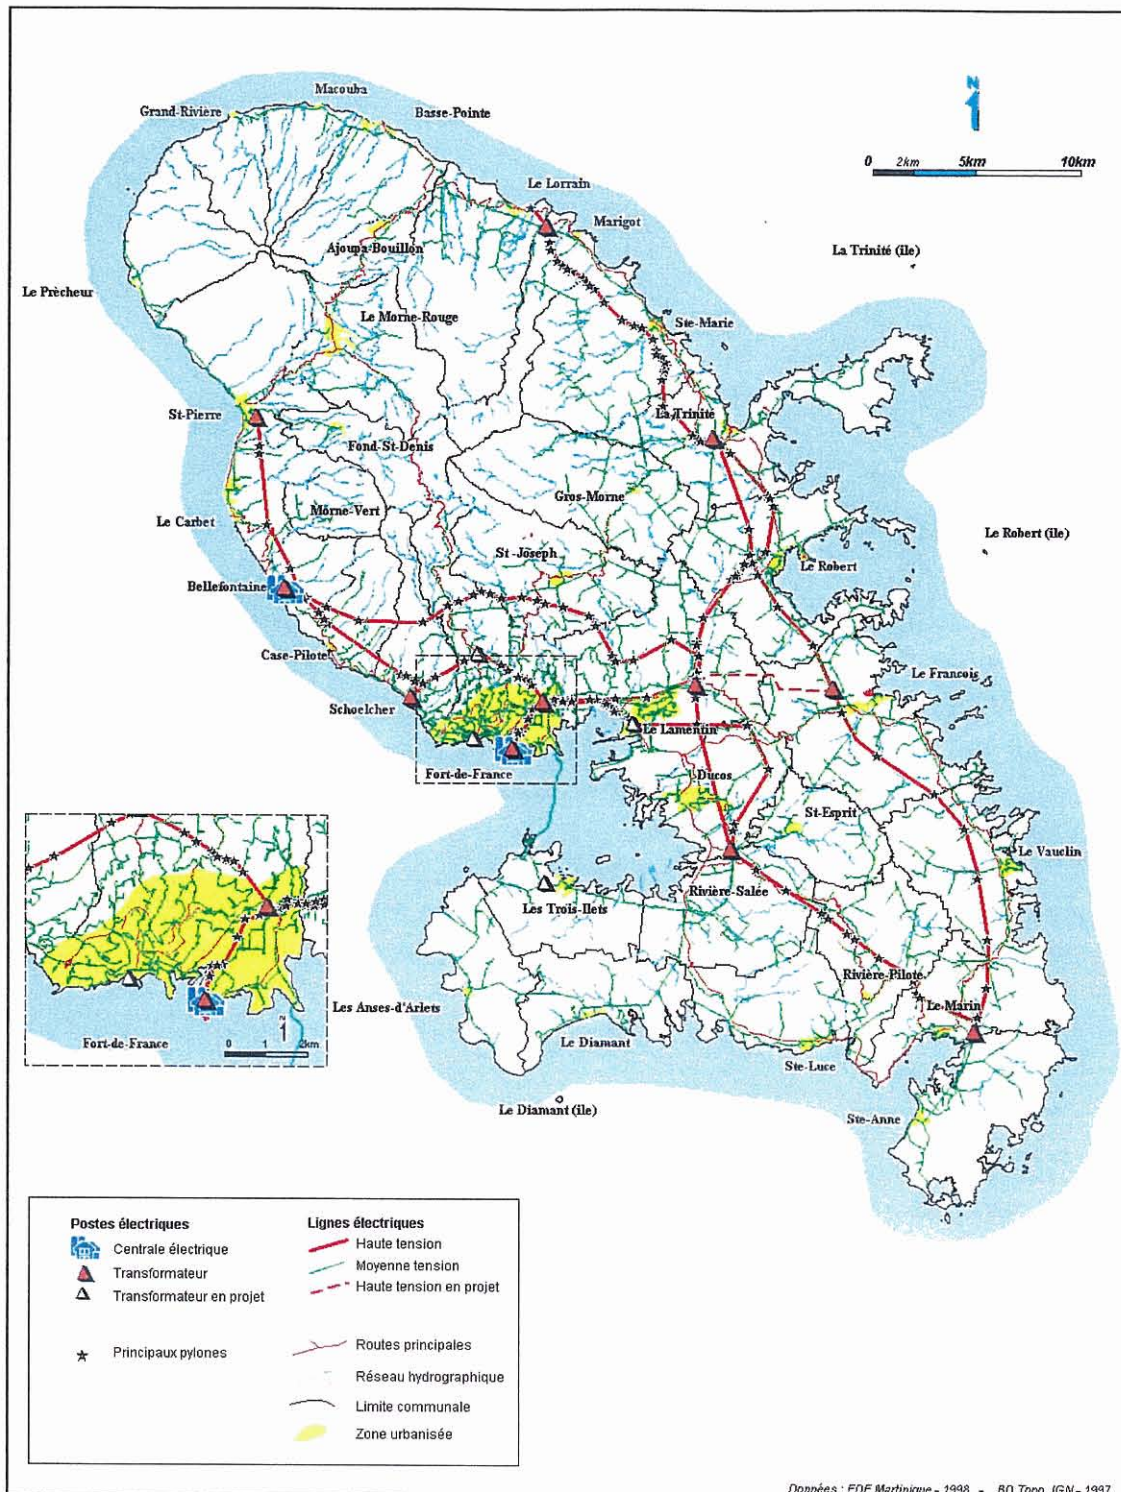 N
0 2km 5km 10km
Macouba
Grand-Rivière
Basse-Pointe
Le Lorrain
Marigot
Ajoupa-Bouillon
La Trinité (ile)
Le Prècheur
Le Morne-Rouge
Ste-Marie
St-Pierre
La Trinité
Fond-St-Denis
Gros-Morne
Le Carbet
Morne-Vert
Le Robert (ile)
St-Joseph
Le Robert
Bellefontaine
Case-Pilote
Le Francois
Schoelcher
Le Lamentin
Fort-de-France
Ducos
St-Esprit
Le Vauclin
Rivière-Salée
Les Trois-Ilets
Rivière-Pilote
Les Anses-d'Arlets
Le Marin
N
Fort-de-France
0 1 2km
Le Diamant
Ste-Luce
Le Diamant (île)
Ste-Anne
Postes électriques
Centrale électrique
Transformateur
Transformateur en projet
Principaux pylones
Lignes électriques
Haute tension
Moyenne tension
Haute tension en projet
Routes principales
Réseau hydrographique
Limite communale
Zone urbanisée
Données : EDF Martinique - 1998 - BD Topo, IGN - 1997